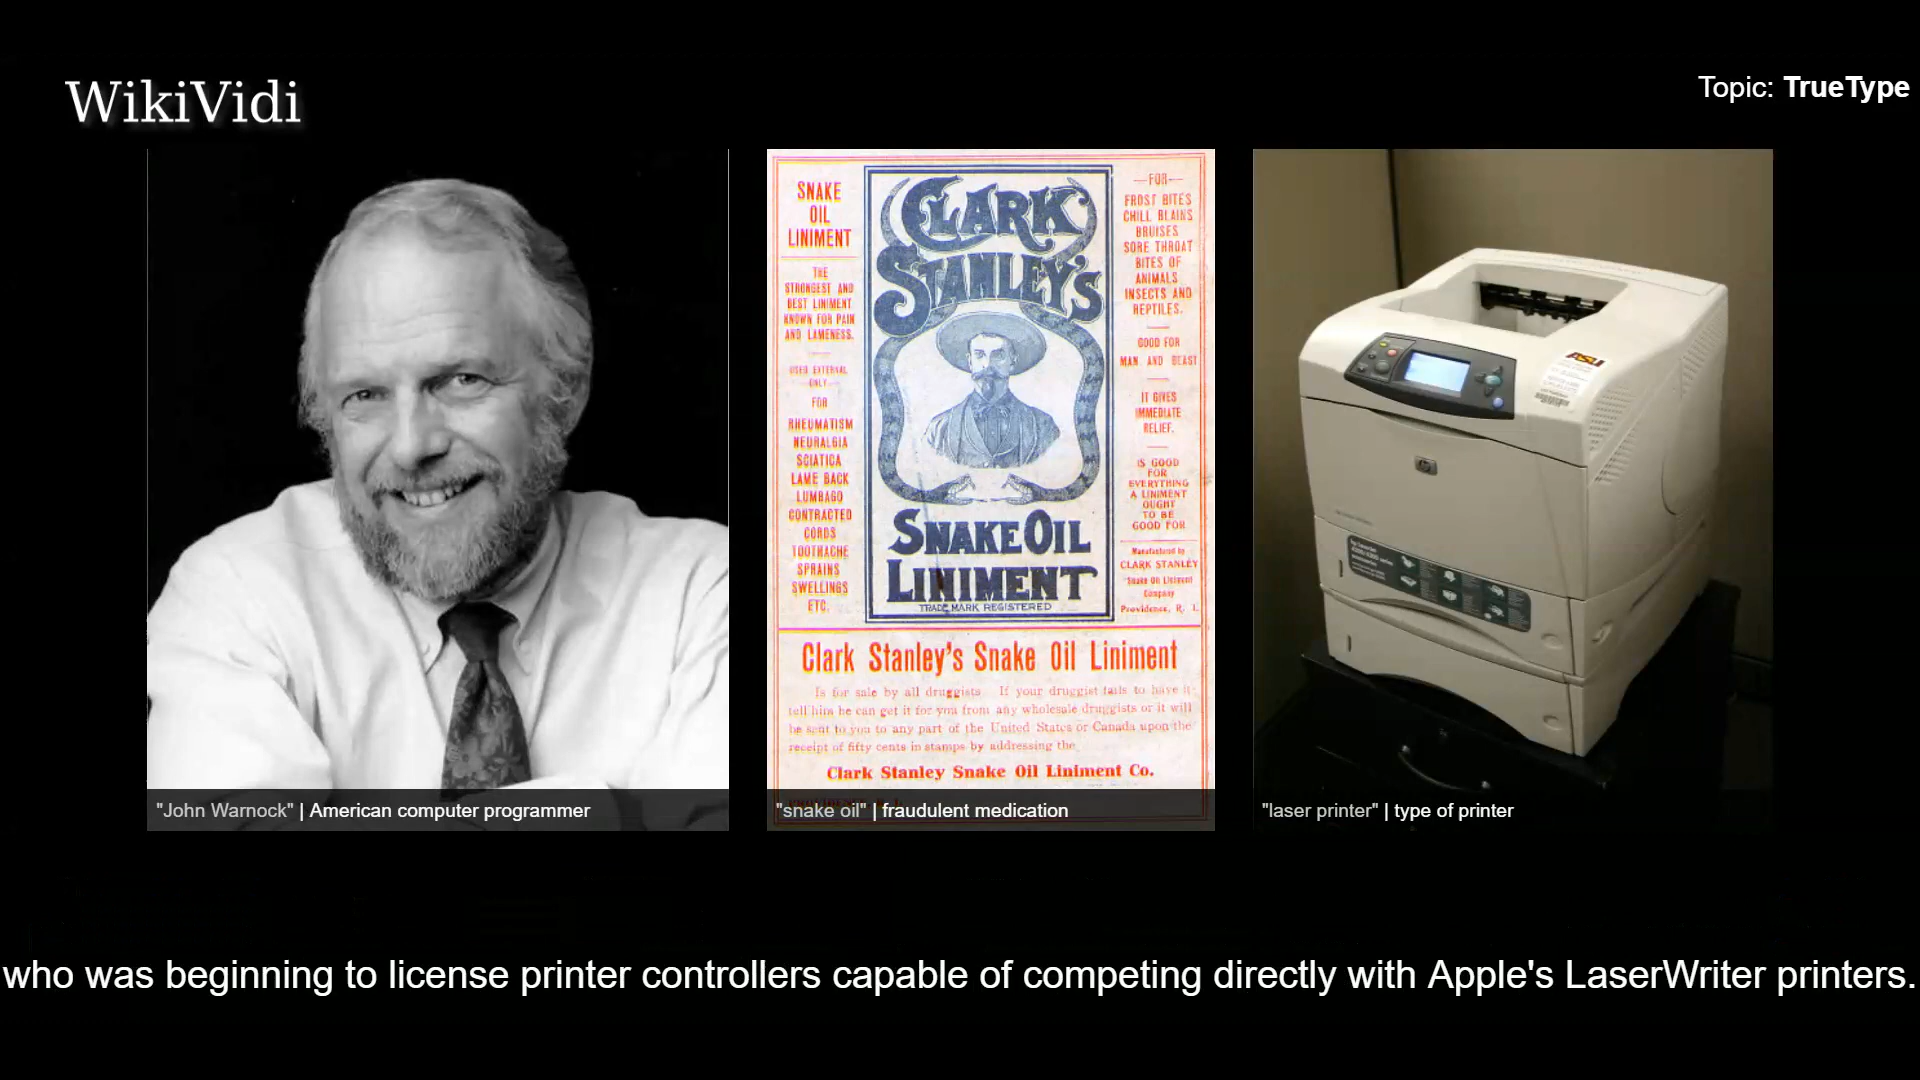 WikiVidi
Topic: TrueType
SNAKE
OIL
LINIMENT
THE
STRONGEST AND
BEST LINIMENT
KNOWN FOR PAIN
AND LAMENESS.
USED EXTERNAL
ONLY
FOR
RHEUMATISM
NEURALGIA
SCIATICA
LAME BACK
LUMBAGO
CONTRACTED
CORDS
TOOTHACHE
SPRAINS
SWELLINGS
ETC.
CLARK
STANLEY'S
SNAKE OIL
LINIMENT
TRADE MARK REGISTERED
FOR
FROST BITES
CHILL BLAINS
BRUISES
SORE THROAT
BITES OF
ANIMALS
INSECTS AND
REPTILES.
GOOD FOR
MAN AND BEAST
IT GIVES
IMMEDIATE
RELIEF.
IS GOOD
FOR
EVERYTHING
A LINIMENT
OUGHT
TO BE
GOOD FOR
Manufactured by
CLARK STANLEY
Snake Oil Liniment
Company
Providence, R. I.
Clark Stanley's Snake Oil Liniment
Is for sale by all druggists. If your druggist fails to have it
tell him he can get it for you from any wholesale druggists or it will
be sent to you to any part of the United States or Canada upon the
receipt of fifty cents in stamps by addressing the
Clark Stanley Snake Oil Liniment Co.
ASU
hp
"John Warnock" | American computer programmer
"snake oil" | fraudulent medication
"laser printer" | type of printer
who was beginning to license printer controllers capable of competing directly with Apple's LaserWriter printers.